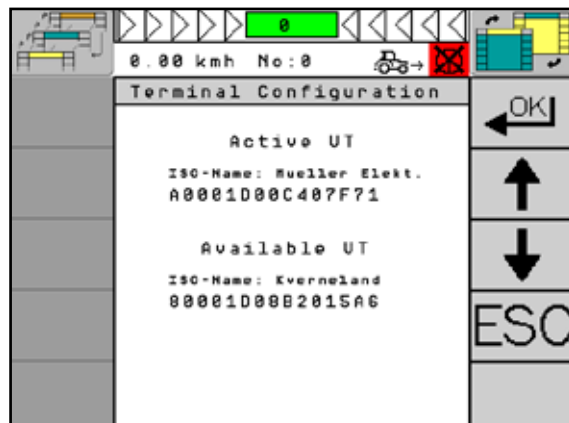 0
0.00 kmh No:0
Terminal Configuration
OK
Active UT
ISO-Name: Mueller Elekt.
A0001D00C407F71
Available UT
ISO-Name: Kverneland
80001D08B2015A6
ESC